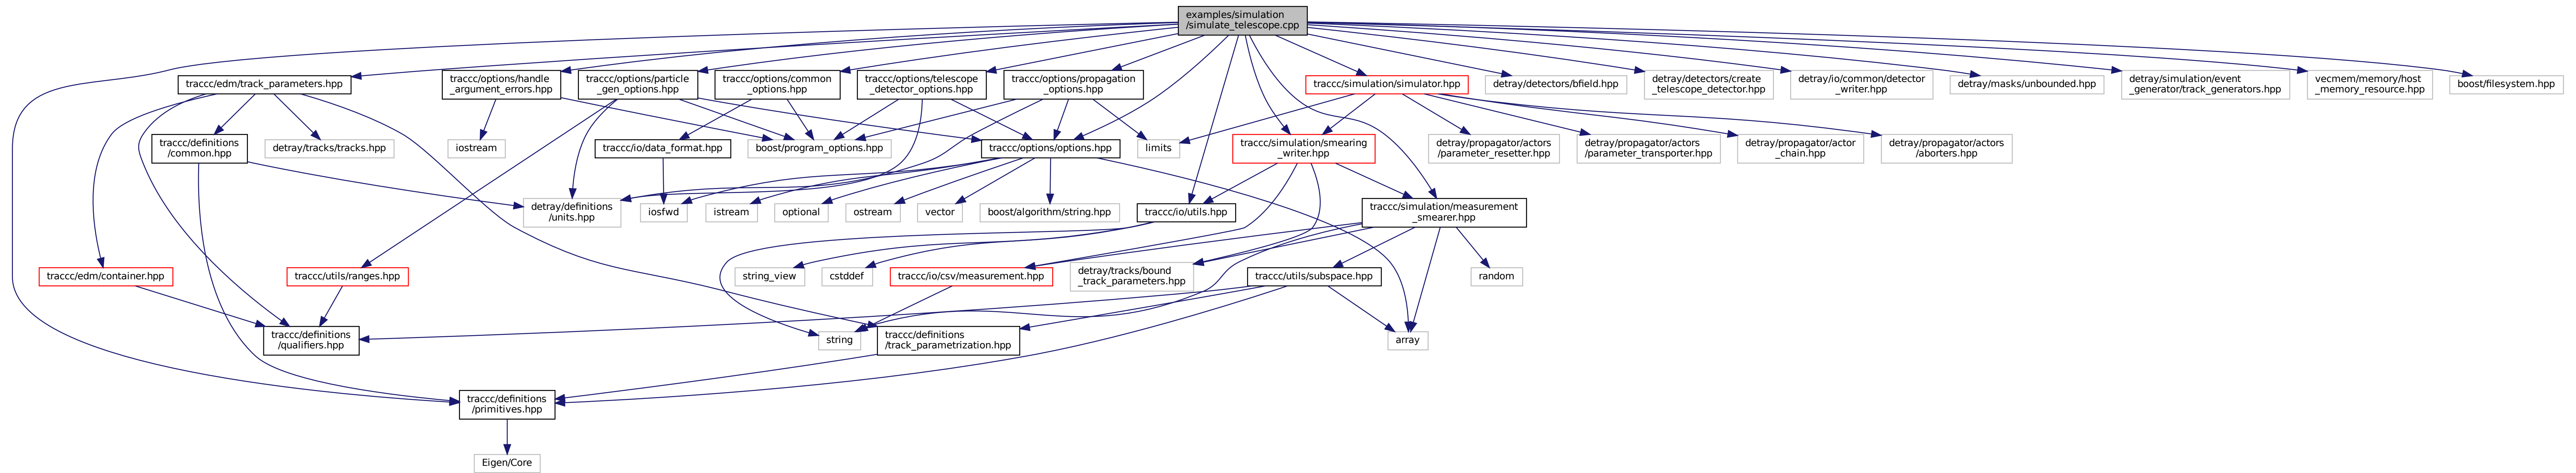 examples/simulation
/simulate_telescope.cpp
traccc/edm/track_parameters.hpp
traccc/options/handle
_argument_errors.hpp
traccc/options/particle
_gen_options.hpp
traccc/options/common
_options.hpp
traccc/options/telescope
_detector_options.hpp
traccc/options/propagation
_options.hpp
traccc/simulation/simulator.hpp
detray/detectors/bfield.hpp
detray/detectors/create
_telescope_detector.hpp
detray/io/common/detector
_writer.hpp
detray/masks/unbounded.hpp
detray/simulation/event
_generator/track_generators.hpp
vecmem/memory/host
_memory_resource.hpp
boost/filesystem.hpp
traccc/definitions
/common.hpp
detray/tracks/tracks.hpp
iostream
traccc/io/data_format.hpp
boost/program_options.hpp
traccc/options/options.hpp
limits
traccc/simulation/smearing
_writer.hpp
detray/propagator/actors
/parameter_resetter.hpp
detray/propagator/actors
/parameter_transporter.hpp
detray/propagator/actor
_chain.hpp
detray/propagator/actors
/aborters.hpp
detray/definitions
/units.hpp
iosfwd
istream
optional
ostream
vector
boost/algorithm/string.hpp
traccc/io/utils.hpp
traccc/simulation/measurement
_smearer.hpp
traccc/edm/container.hpp
traccc/utils/ranges.hpp
string_view
cstddef
traccc/io/csv/measurement.hpp
detray/tracks/bound
_track_parameters.hpp
traccc/utils/subspace.hpp
random
traccc/definitions
/qualifiers.hpp
string
traccc/definitions
/track_parametrization.hpp
array
traccc/definitions
/primitives.hpp
Eigen/Core